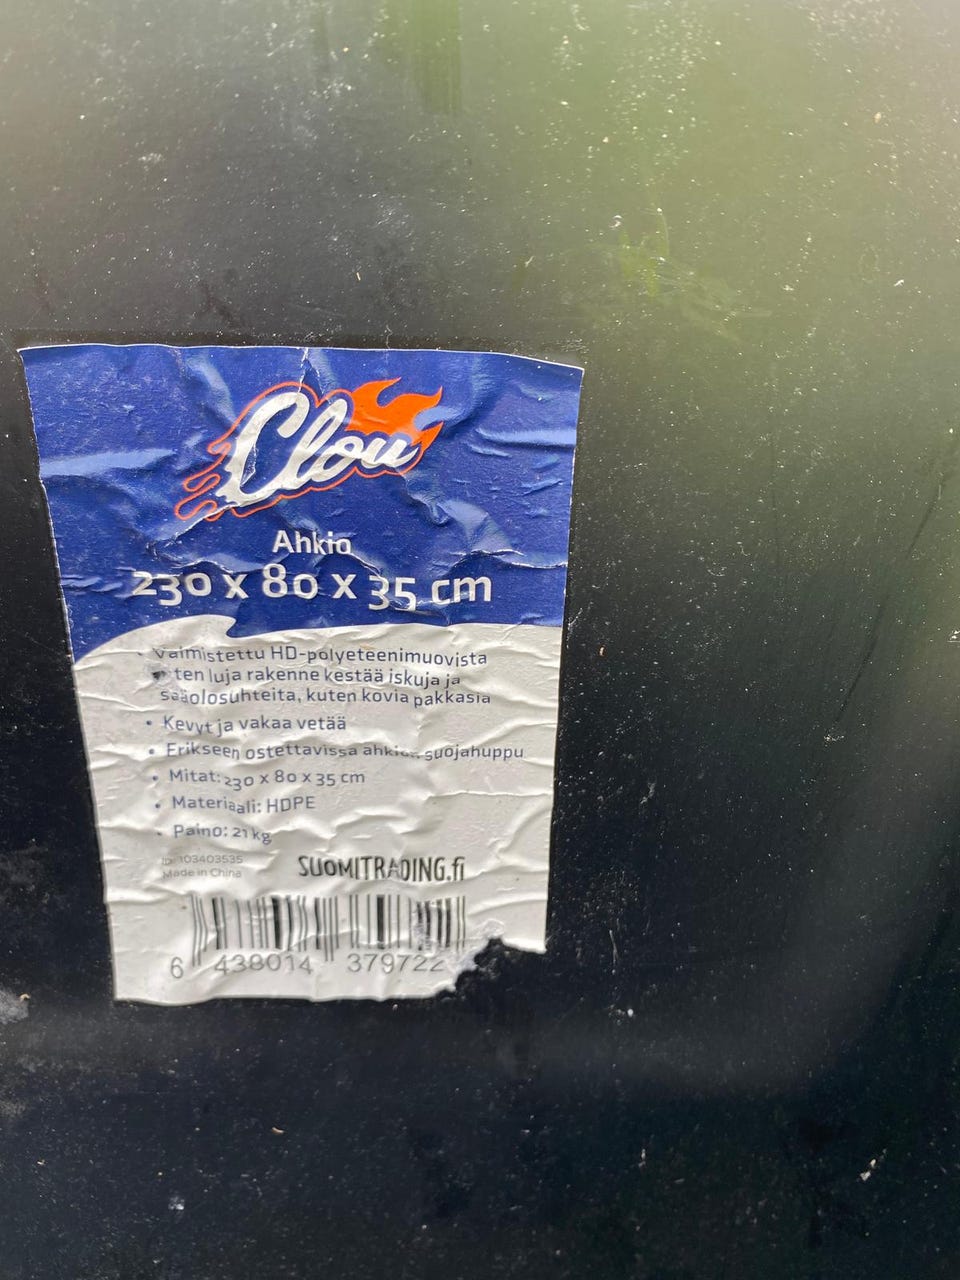 Clou
Ahkio
230 x 80 x 35 cm
• Valmistettu HD-polyeteenimuovista
luja rakenne kestää iskuja ja
sääolosuhteita, kuten kovia pakkasia
• Kevyt ja vakaa vetää
• Erikseen ostettavissa suojahuppu
• Mitat: 230 x 80 x 35 cm
• Materiaali: HDPE
• Paino: 21 kg
ID: 103403535
Made in China
SUOMITRADING.fi
6 438014 379722